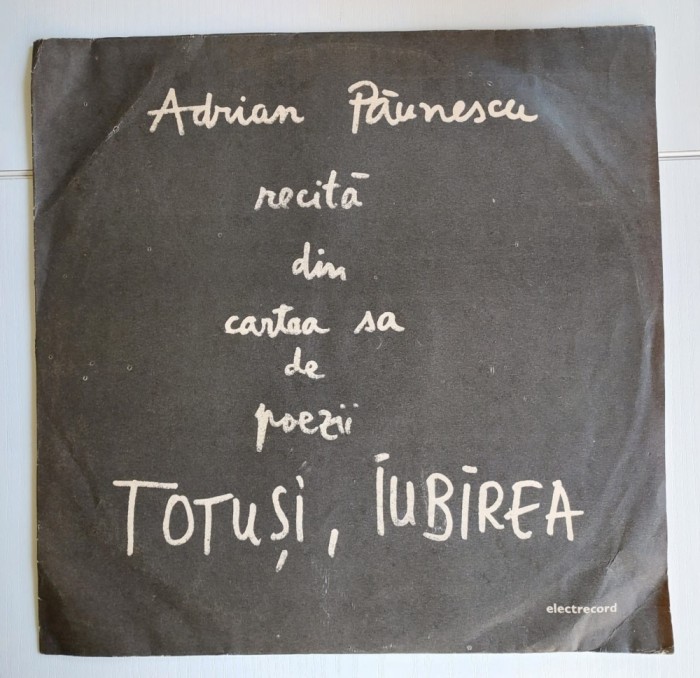 Adrian Păunescu
recită
din
cartea sa
de
poezii
TOTUȘI, IUBIREA
electrecord